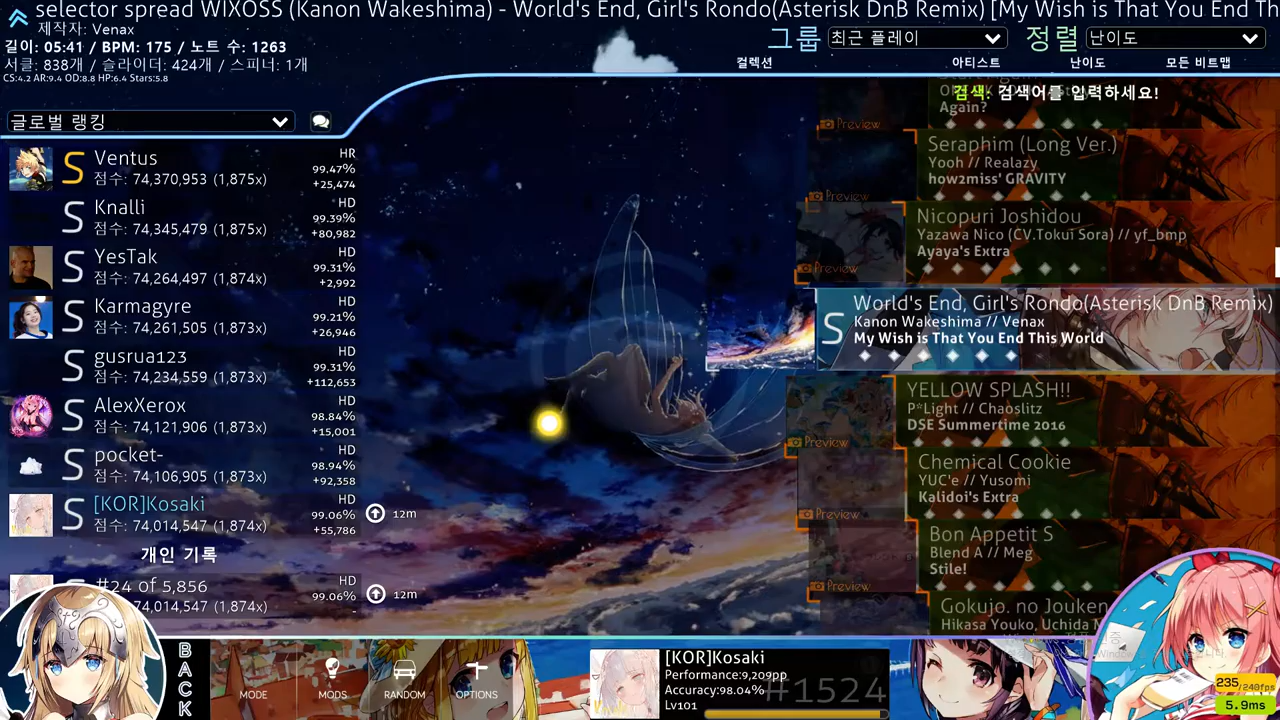 selector spread WIXOSS (Kanon Wakeshima) - World's End, Girl's Rondo(Asterisk DnB Remix) [My Wish is That You End Th
제작자: Venax
길이: 05:41 / BPM: 175 / 노트 수: 1263
서클: 838개 / 슬라이더: 424개 / 스피너: 1개
CS:4.2 AR:9.4 OD:8.8 HP:6.4 Stars:5.8
그룹 최근 플레이
정렬 난이도
컬렉션 아티스트 난이도 모든 비트맵
검색: 검색어를 입력하세요!
글로벌 랭킹
Ventus HR
점수: 74,370,953 (1,875x) 99.47%
+25,474
Knalli HD
점수: 74,345,479 (1,875x) 99.39%
+80,982
YesTak HD
점수: 74,264,497 (1,874x) 99.31%
+2,992
Karmagyre HD
점수: 74,261,505 (1,873x) 99.21%
+26,946
gusrua123 HD
점수: 74,234,559 (1,873x) 99.31%
+112,653
AlexXerox HD
점수: 74,121,906 (1,873x) 98.84%
+15,001
pocket- HD
점수: 74,106,905 (1,873x) 98.94%
+92,358
[KOR]Kosaki HD
점수: 74,014,547 (1,874x) 99.06%
+55,786
12m
개인 기록
#24 of 5,856 HD
74,014,547 (1,874x) 99.06%
-
12m
Again?
Preview
Seraphim (Long Ver.)
Yooh // Realazy
how2miss' GRAVITY
Preview
Nicopuri Joshidou
Yazawa Nico (CV.Tokui Sora) // yf_bmp
Ayaya's Extra
Preview
S World's End, Girl's Rondo(Asterisk DnB Remix)
Kanon Wakeshima // Venax
My Wish is That You End This World
YELLOW SPLASH!!
P*Light // Chaoslitz
DSE Summertime 2016
Preview
Chemical Cookie
YUC'e // Yusomi
Kalidoi's Extra
Preview
Bon Appetit S
Blend A // Meg
Stile!
Preview
Gokujo. no Jouken
Hikasa Youko, Uchida
BACK
MODE
MODS
RANDOM
OPTIONS
[KOR]Kosaki
Performance:9,209pp
Accuracy:98.04%
Lv101
#1524
235/240fps
5.9ms